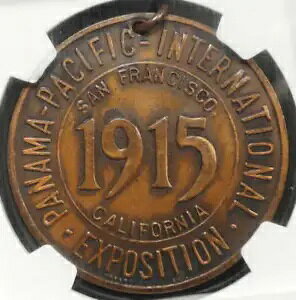 PANAMA-PACIFIC-INTERNATIONAL
• EXPOSITION •
SAN FRANCISCO.
1915
CALIFORNIA